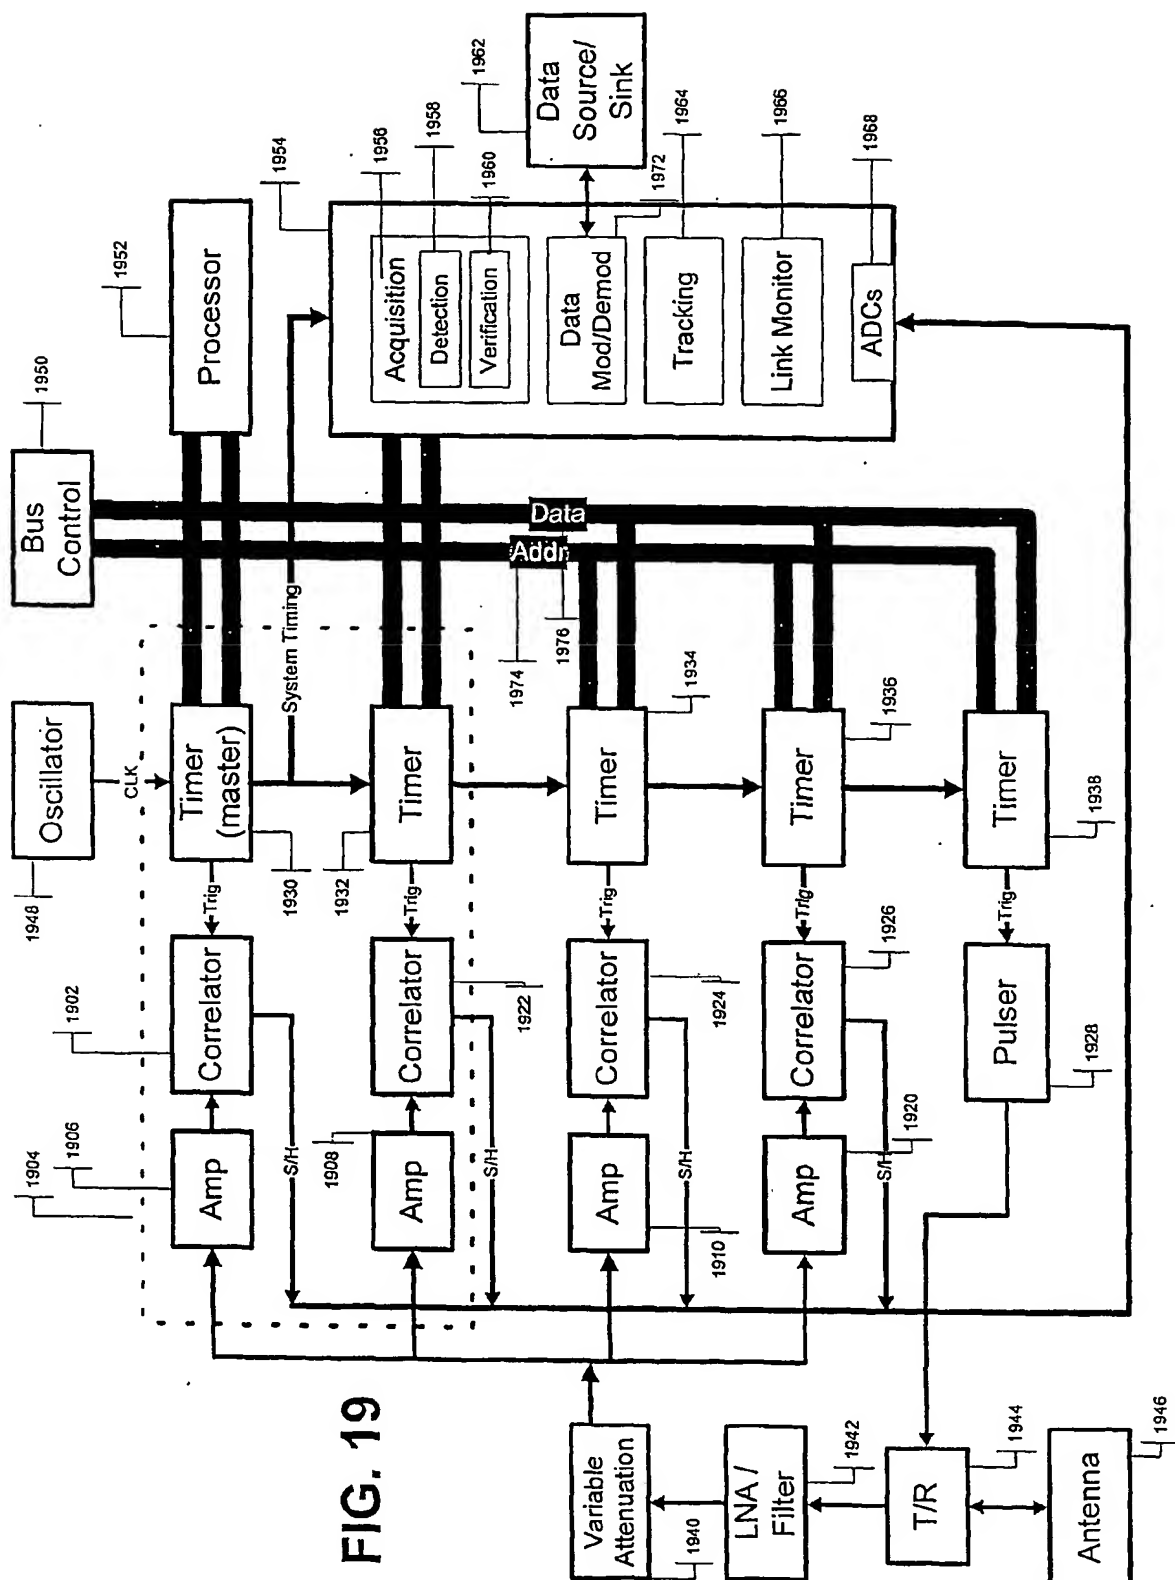 FIG. 19
1948
Oscillator
CLK
Bus
Control
1950
1952
Processor
1954
1956
1958
1960
1962
Data
Source/
Sink
1964
1966
1968
1972
Acquisition
Detection
Verification
Data
Mod/Demod
Tracking
Link Monitor
ADCs
System Timing
Data
Addr
1974
1976
1904
1906
1902
Amp
Correlator
Trig
Timer
(master)
1930
S/H
1908
Amp
Correlator
1922
Trig
Timer
1932
S/H
Amp
1910
Correlator
1924
Trig
Timer
1934
S/H
Amp
1920
Correlator
1926
Trig
Timer
1936
S/H
Pulser
1928
Trig
Timer
1938
Variable
Attenuation
1940
LNA /
Filter
1942
T/R
1944
Antenna
1946